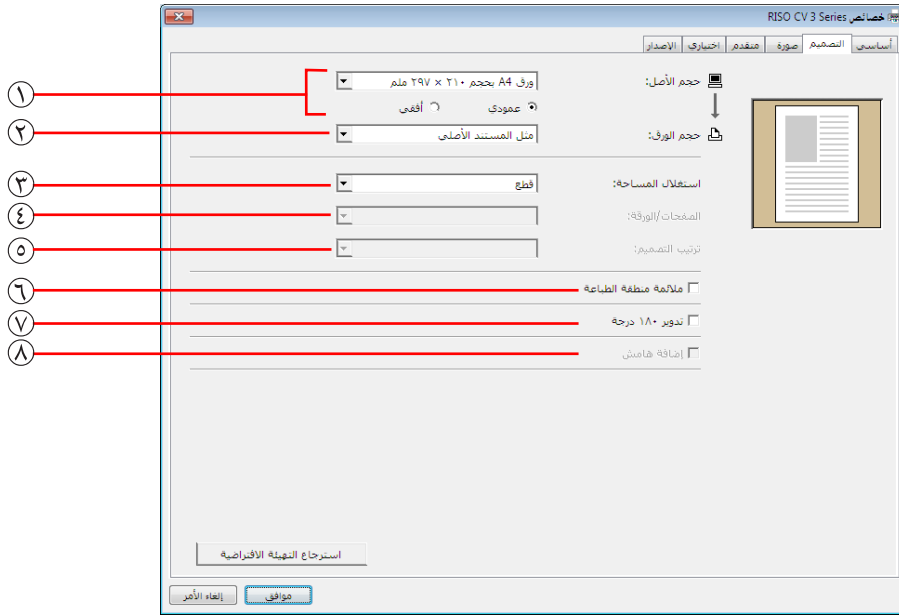 خصائص RISO CV 3 Series
أساسي التصميم صورة متقدم اختياري الإصدار
١ حجم الأصل: ورق A4 بحجم ٢١٠ × ٢٩٧ ملم
عمودي أفقي
٢ حجم الورق: مثل المستند الأصلي
٣ استغلال المساحة: قطع
٤ الصفحات/الورقة:
٥ ترتيب التصميم:
٦ ملائمة منطقة الطباعة
٧ تدوير ١٨٠ درجة
٨ إضافة هامش
استرجاع التهيئة الافتراضية
موافق إلغاء الأمر